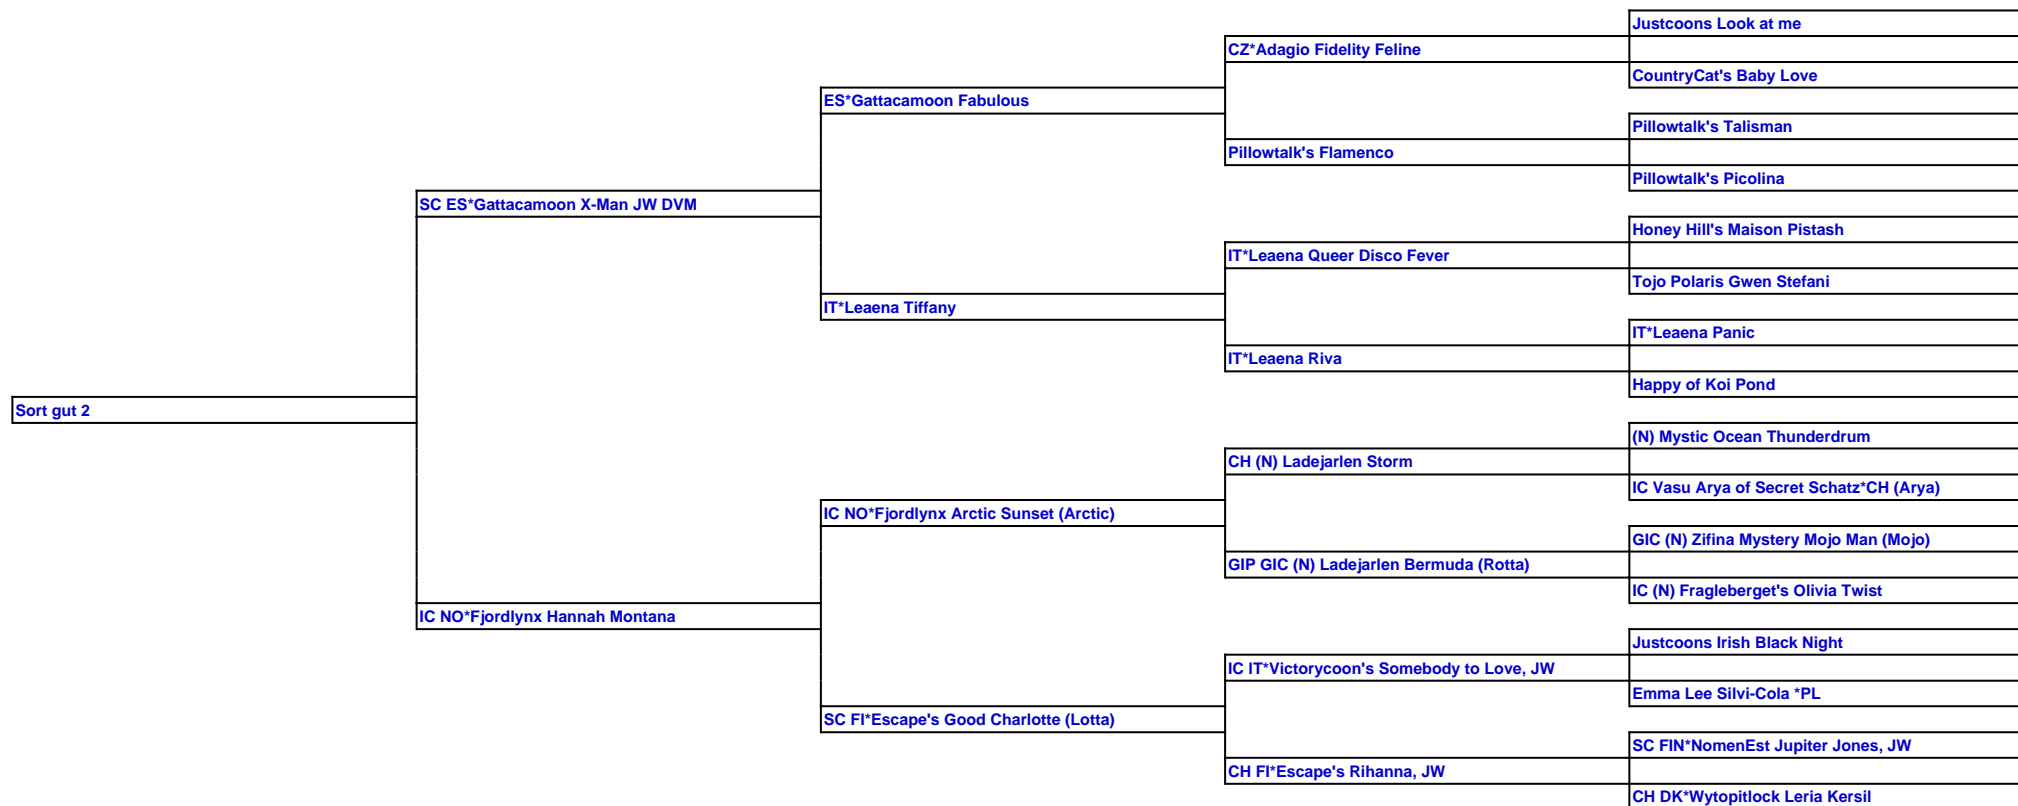 Justcoons Look at me
CZ*Adagio Fidelity Feline
CountryCat's Baby Love
ES*Gattacamoon Fabulous
Pillowtalk's Talisman
Pillowtalk's Flamenco
Pillowtalk's Picolina
SC ES*Gattacamoon X-Man JW DVM
Honey Hill's Maison Pistash
IT*Leaena Queer Disco Fever
Tojo Polaris Gwen Stefani
IT*Leaena Tiffany
IT*Leaena Panic
IT*Leaena Riva
Happy of Koi Pond
Sort gut 2
(N) Mystic Ocean Thunderdrum
CH (N) Ladejarlen Storm
IC Vasu Arya of Secret Schatz*CH (Arya)
IC NO*Fjordlynx Arctic Sunset (Arctic)
GIC (N) Zifina Mystery Mojo Man (Mojo)
GIP GIC (N) Ladejarlen Bermuda (Rotta)
IC (N) Fragleberget's Olivia Twist
IC NO*Fjordlynx Hannah Montana
Justcoons Irish Black Night
IC IT*Victorycoon's Somebody to Love, JW
Emma Lee Silvi-Cola *PL
SC FI*Escape's Good Charlotte (Lotta)
SC FIN*NomenEst Jupiter Jones, JW
CH FI*Escape's Rihanna, JW
CH DK*Wytopitlock Leria Kersil